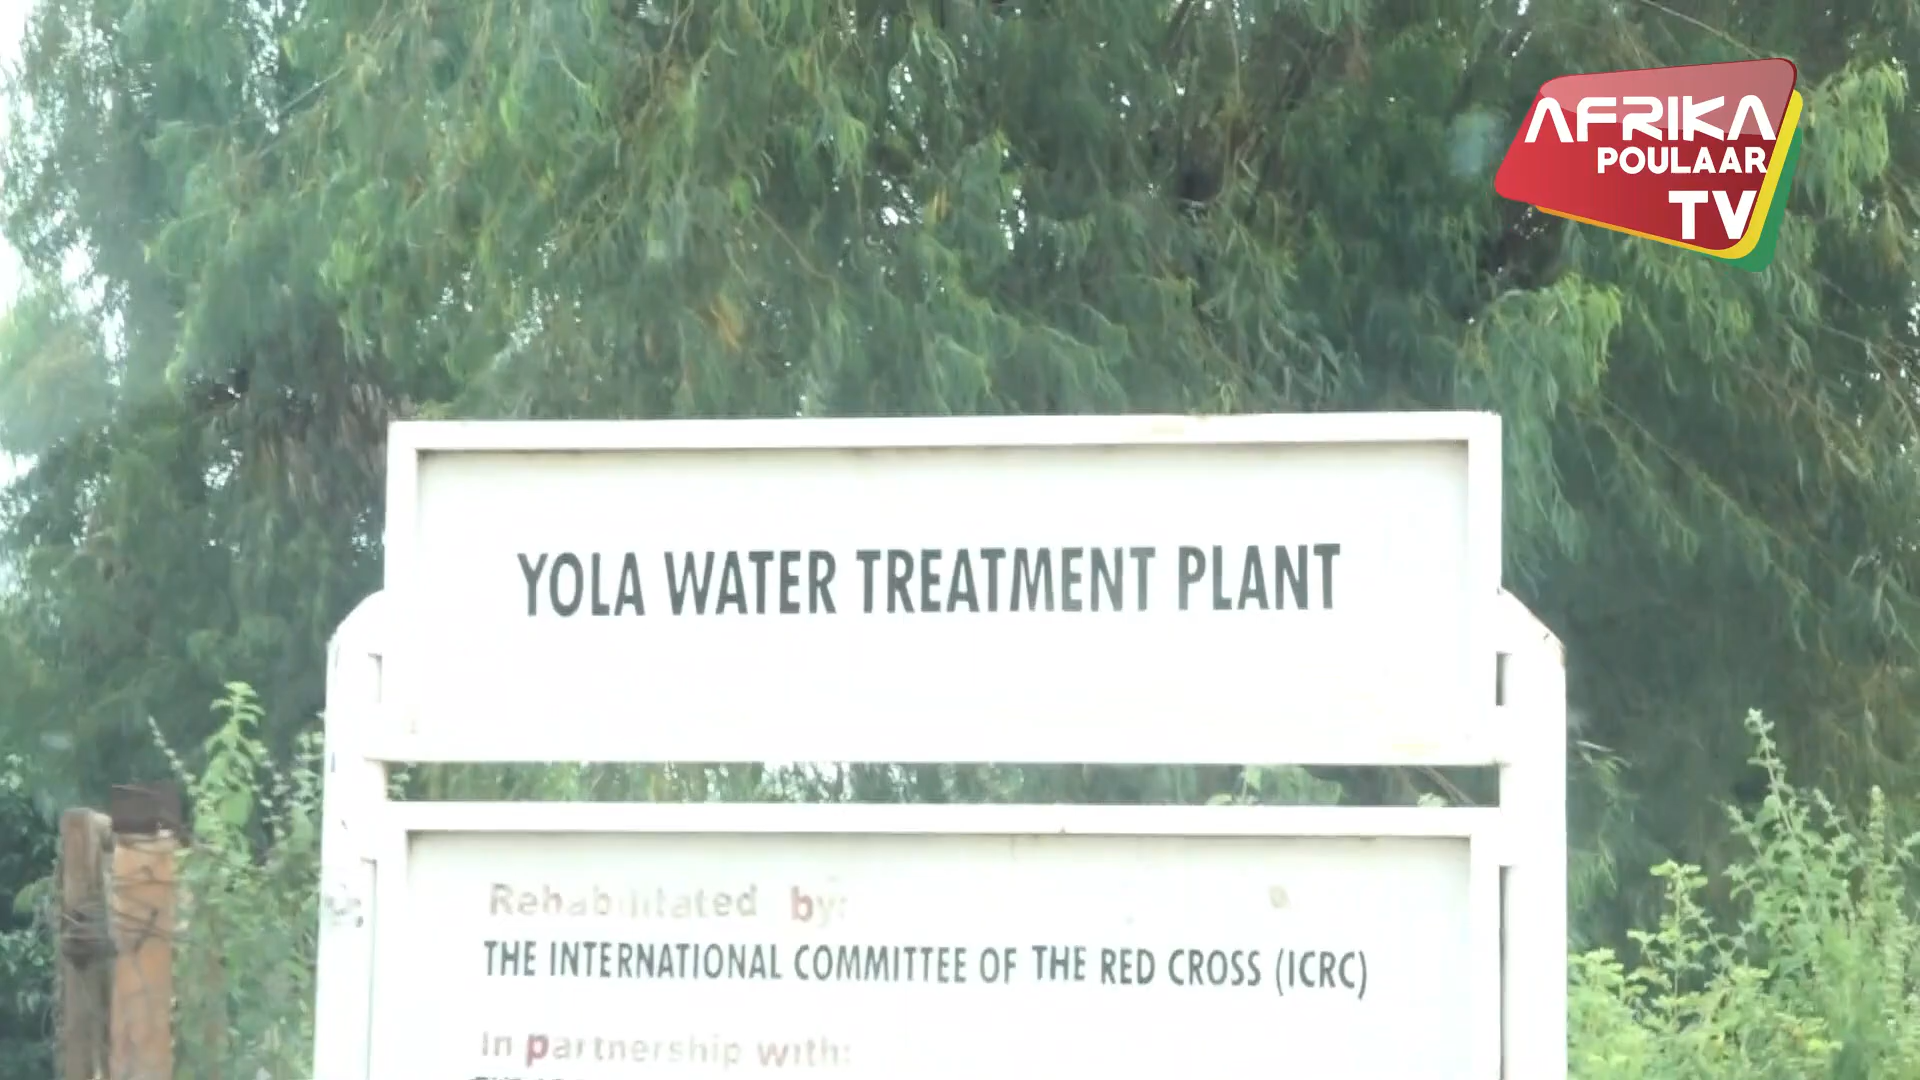 AFRIKA
POULAAR
TV
YOLA WATER TREATMENT PLANT
Rehabilitated by:
THE INTERNATIONAL COMMITTEE OF THE RED CROSS (ICRC)
In partnership with: